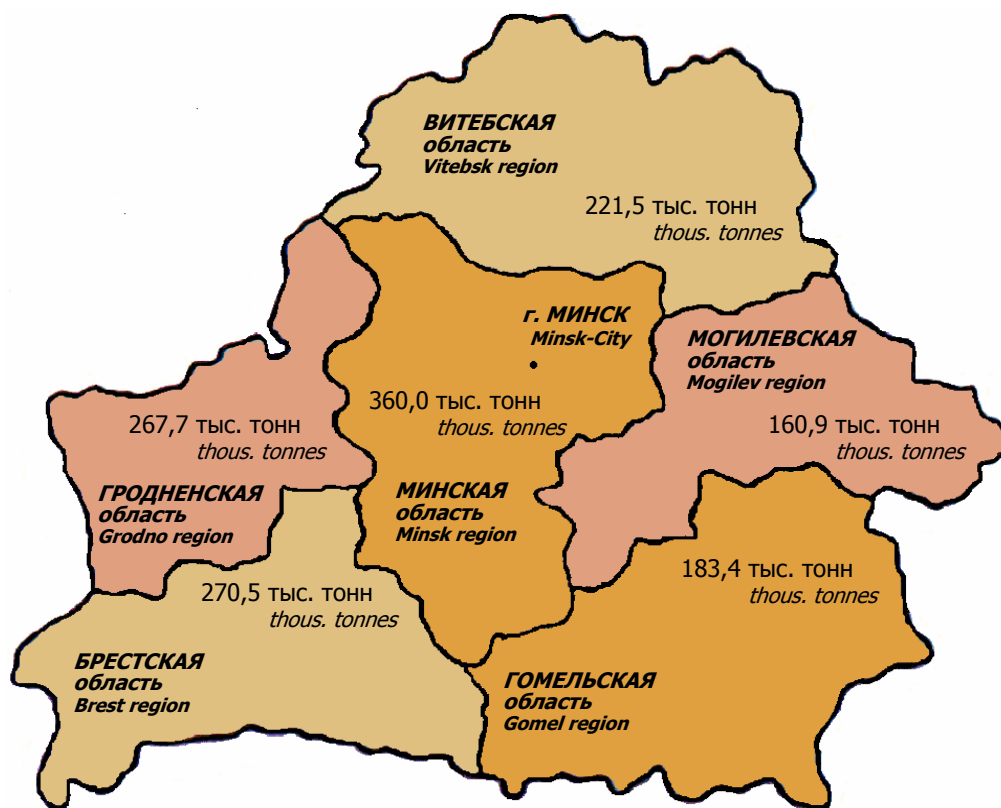 ВИТЕБСКАЯ
область
Vitebsk region
221,5 тыс. тонн
thous. tonnes
г. МИНСК
Minsk-City
МОГИЛЕВСКАЯ
область
Mogilev region
160,9 тыс. тонн
thous. tonnes
360,0 тыс. тонн
thous. tonnes
267,7 тыс. тонн
thous. tonnes
ГРОДНЕНСКАЯ
область
Grodno region
МИНСКАЯ
область
Minsk region
183,4 тыс. тонн
thous. tonnes
270,5 тыс. тонн
thous. tonnes
БРЕСТСКАЯ
область
Brest region
ГОМЕЛЬСКАЯ
область
Gomel region